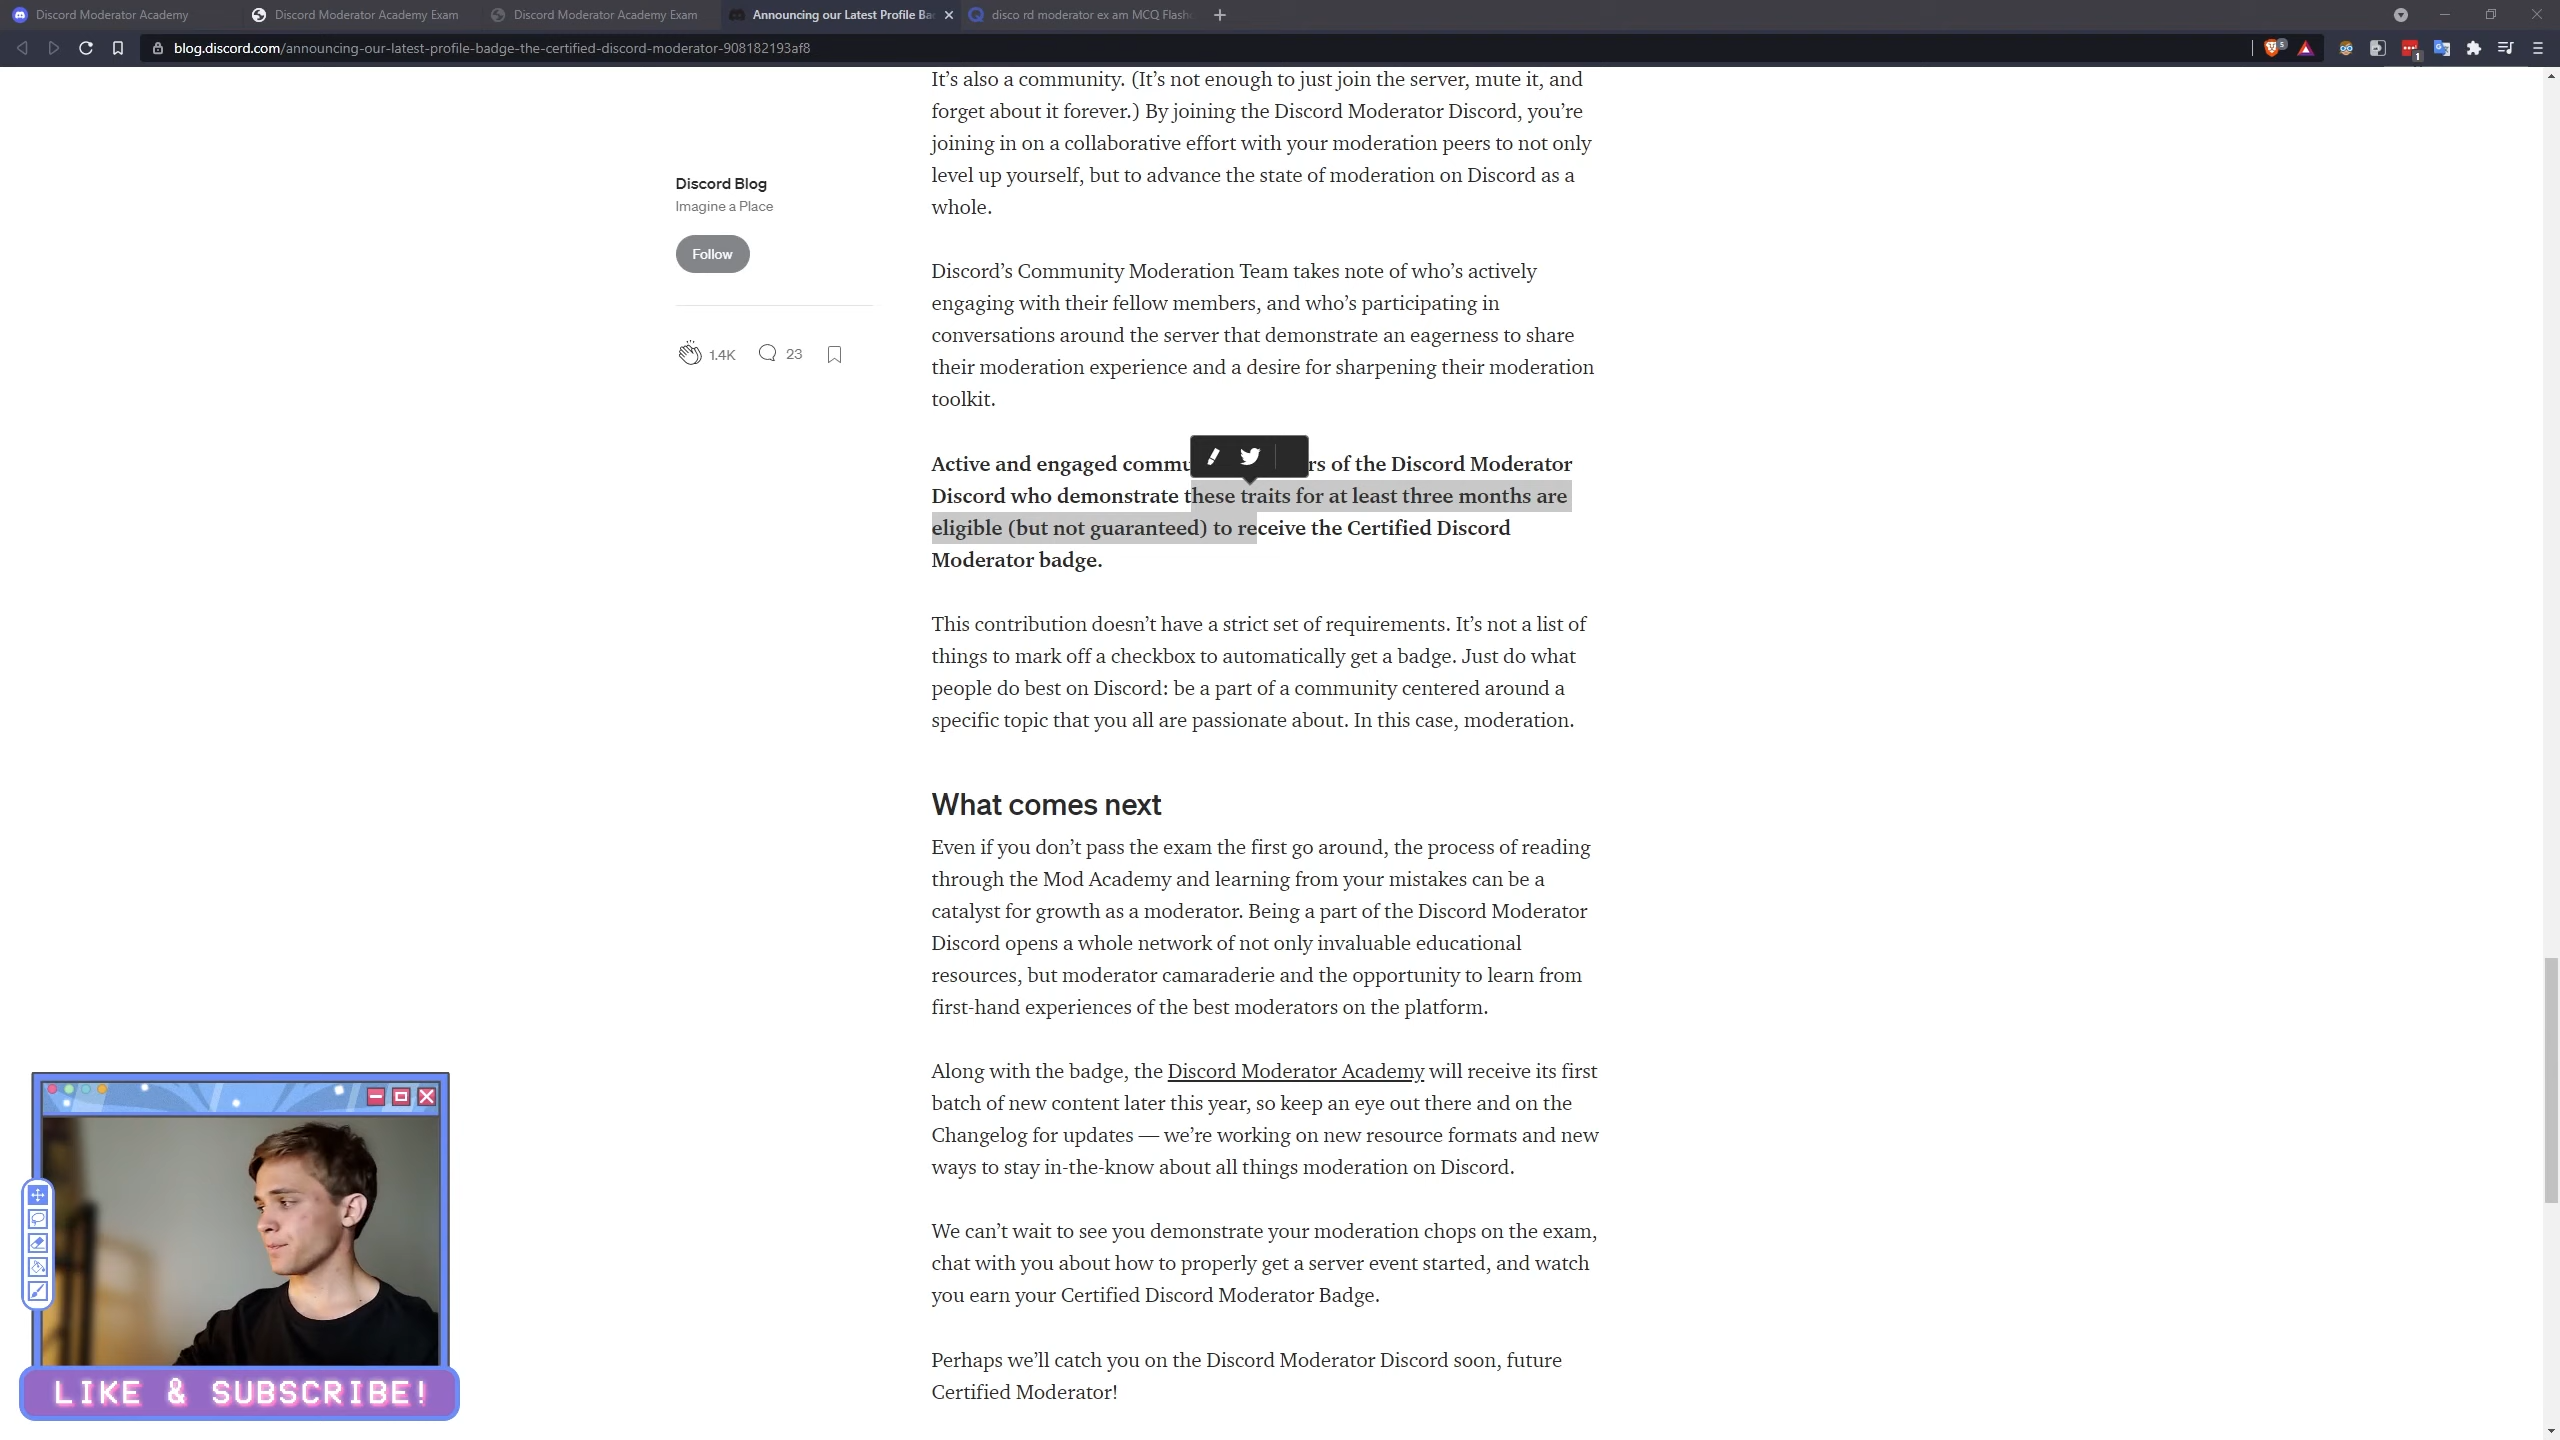 Discord Moderator Academy
Discord Moderator Academy Exam
Discord Moderator Academy Exam
Announcing our Latest Profile Ba
disco rd moderator ex am MCQ Flash
blog.discord.com/announcing-our-latest-profile-badge-the-certified-discord-moderator-908182193af8
5
1
Discord Blog
Imagine a Place
Follow
1.4K
23
It’s also a community. (It’s not enough to just join the server, mute it, and
forget about it forever.) By joining the Discord Moderator Discord, you’re
joining in on a collaborative effort with your moderation peers to not only
level up yourself, but to advance the state of moderation on Discord as a
whole.
Discord’s Community Moderation Team takes note of who’s actively
engaging with their fellow members, and who’s participating in
conversations around the server that demonstrate an eagerness to share
their moderation experience and a desire for sharpening their moderation
toolkit.
Active and engaged commu rs of the Discord Moderator
Discord who demonstrate these traits for at least three months are
eligible (but not guaranteed) to receive the Certified Discord
Moderator badge.
This contribution doesn’t have a strict set of requirements. It’s not a list of
things to mark off a checkbox to automatically get a badge. Just do what
people do best on Discord: be a part of a community centered around a
specific topic that you all are passionate about. In this case, moderation.
What comes next
Even if you don’t pass the exam the first go around, the process of reading
through the Mod Academy and learning from your mistakes can be a
catalyst for growth as a moderator. Being a part of the Discord Moderator
Discord opens a whole network of not only invaluable educational
resources, but moderator camaraderie and the opportunity to learn from
first-hand experiences of the best moderators on the platform.
Along with the badge, the Discord Moderator Academy will receive its first
batch of new content later this year, so keep an eye out there and on the
Changelog for updates — we’re working on new resource formats and new
ways to stay in-the-know about all things moderation on Discord.
We can’t wait to see you demonstrate your moderation chops on the exam,
chat with you about how to properly get a server event started, and watch
you earn your Certified Discord Moderator Badge.
Perhaps we’ll catch you on the Discord Moderator Discord soon, future
Certified Moderator!
LIKE & SUBSCRIBE!